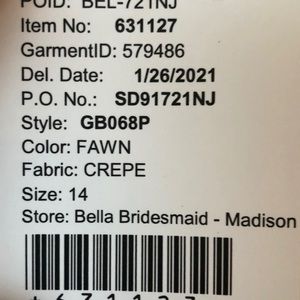 POID: BEL-721NJ
Item No: 631127
GarmentID: 579486
Del. Date: 1/26/2021
P.O. No.: SD91721NJ
Style: GB068P
Color: FAWN
Fabric: CREPE
Size: 14
Store: Bella Bridesmaid - Madison